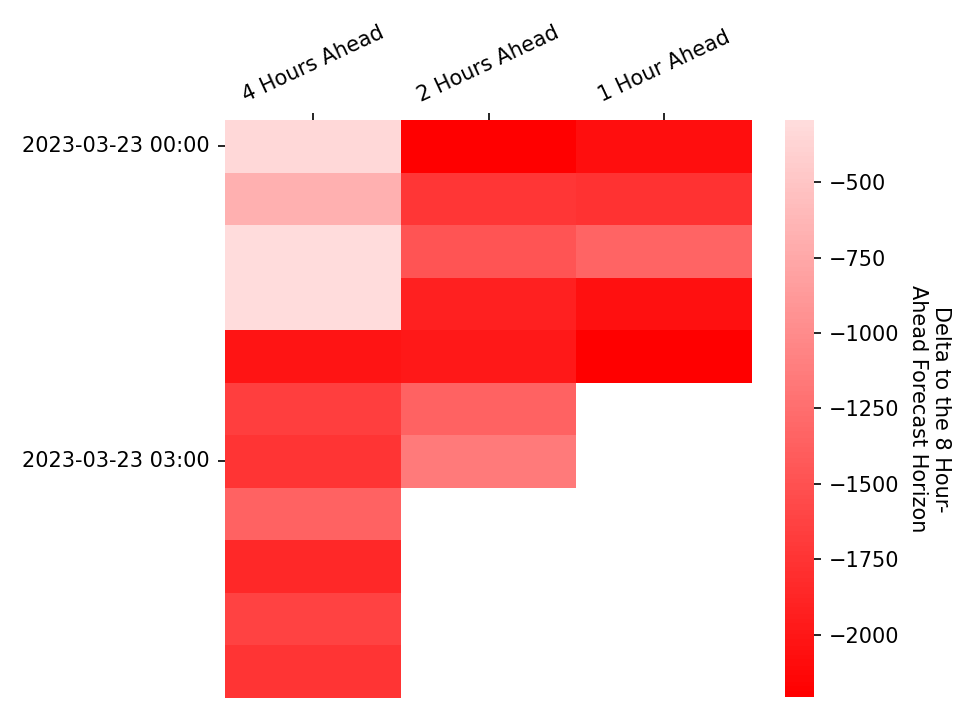 4 Hours Ahead
2 Hours Ahead
1 Hour Ahead
2023-03-23 00:00
2023-03-23 03:00
−500
−750
−1000
−1250
−1500
−1750
−2000
Delta to the 8 Hour-
Ahead Forecast Horizon